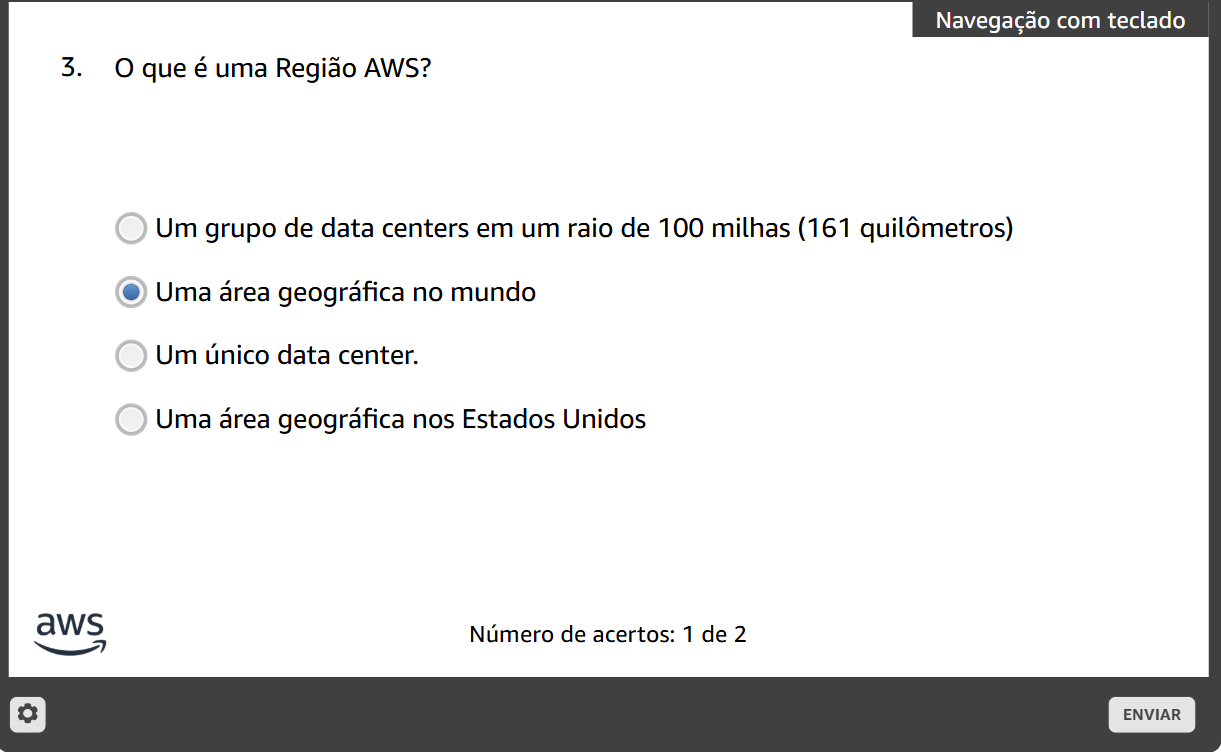 Navegação com teclado
3. O que é uma Região AWS?
Um grupo de data centers em um raio de 100 milhas (161 quilômetros)
Uma área geográfica no mundo
Um único data center.
Uma área geográfica nos Estados Unidos
aws
Número de acertos: 1 de 2
ENVIAR